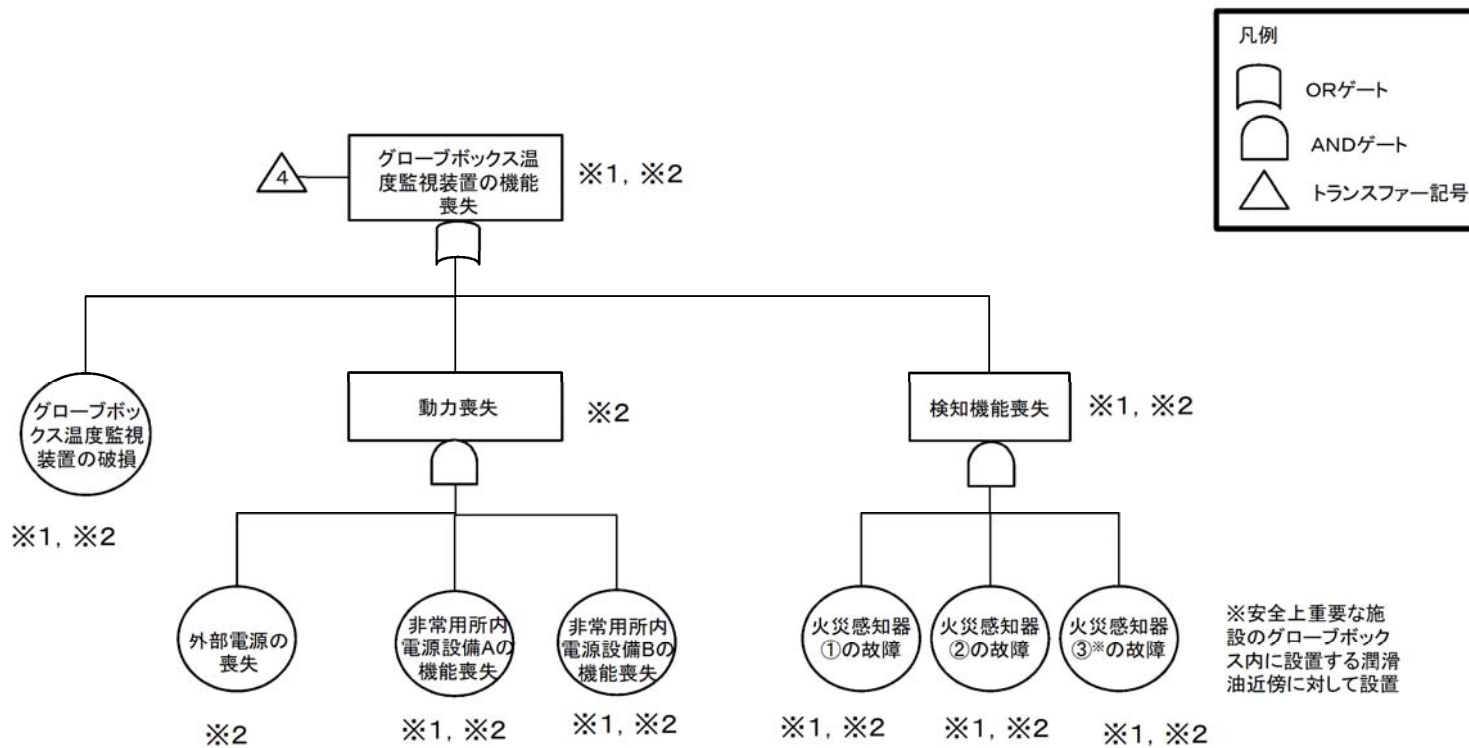 凡例
ORゲート
ANDゲート
トランスファー記号
4
グローブボックス温
度監視装置の機能
喪失
※1, ※2
グローブボッ
クス温度監視
装置の破損
※1, ※2
動力喪失
※2
検知機能喪失
※1, ※2
外部電源の
喪失
※2
非常用所内
電源設備Aの
機能喪失
※1, ※2
非常用所内
電源設備Bの
機能喪失
※1, ※2
火災感知器
①の故障
※1, ※2
火災感知器
②の故障
※1, ※2
火災感知器
③※の故障
※1, ※2
※安全上重要な施
設のグローブボック
ス内に設置する潤滑
油近傍に対して設置